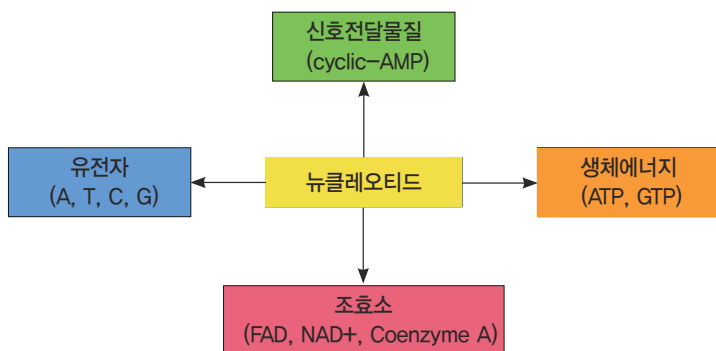 신호전달물질
(cyclic-AMP)
유전자
(A, T, C, G)
뉴클레오티드
생체에너지
(ATP, GTP)
조효소
(FAD, NAD+, Coenzyme A)